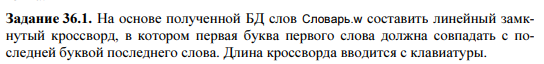 Задание 36.1. На основе полученной БД слов Словарь.w составить линейный замк-
нутый кроссворд, в котором первая буква первого слова должна совпадать с по-
следней буквой последнего слова. Длина кроссворда вводится с клавиатуры.